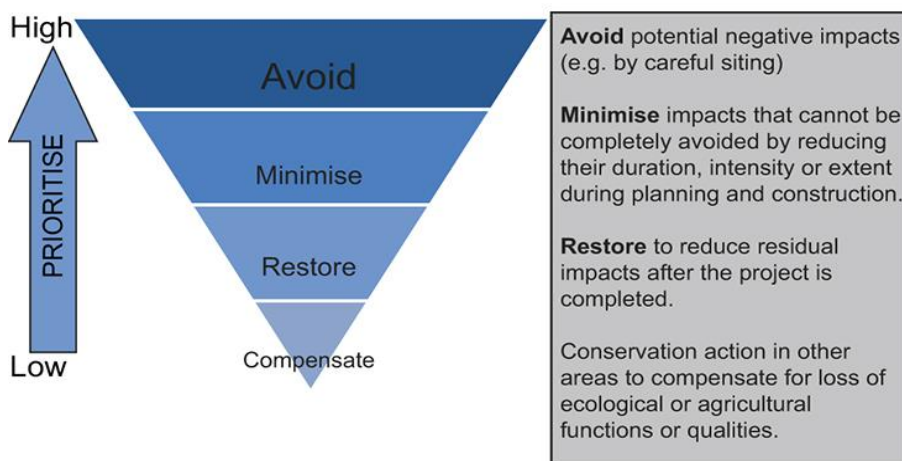 High
PRIORITISE
Low
Avoid
Minimise
Restore
Compensate
Avoid potential negative impacts
(e.g. by careful siting)
Minimise impacts that cannot be
completely avoided by reducing
their duration, intensity or extent
during planning and construction.
Restore to reduce residual
impacts after the project is
completed.
Conservation action in other
areas to compensate for loss of
ecological or agricultural
functions or qualities.